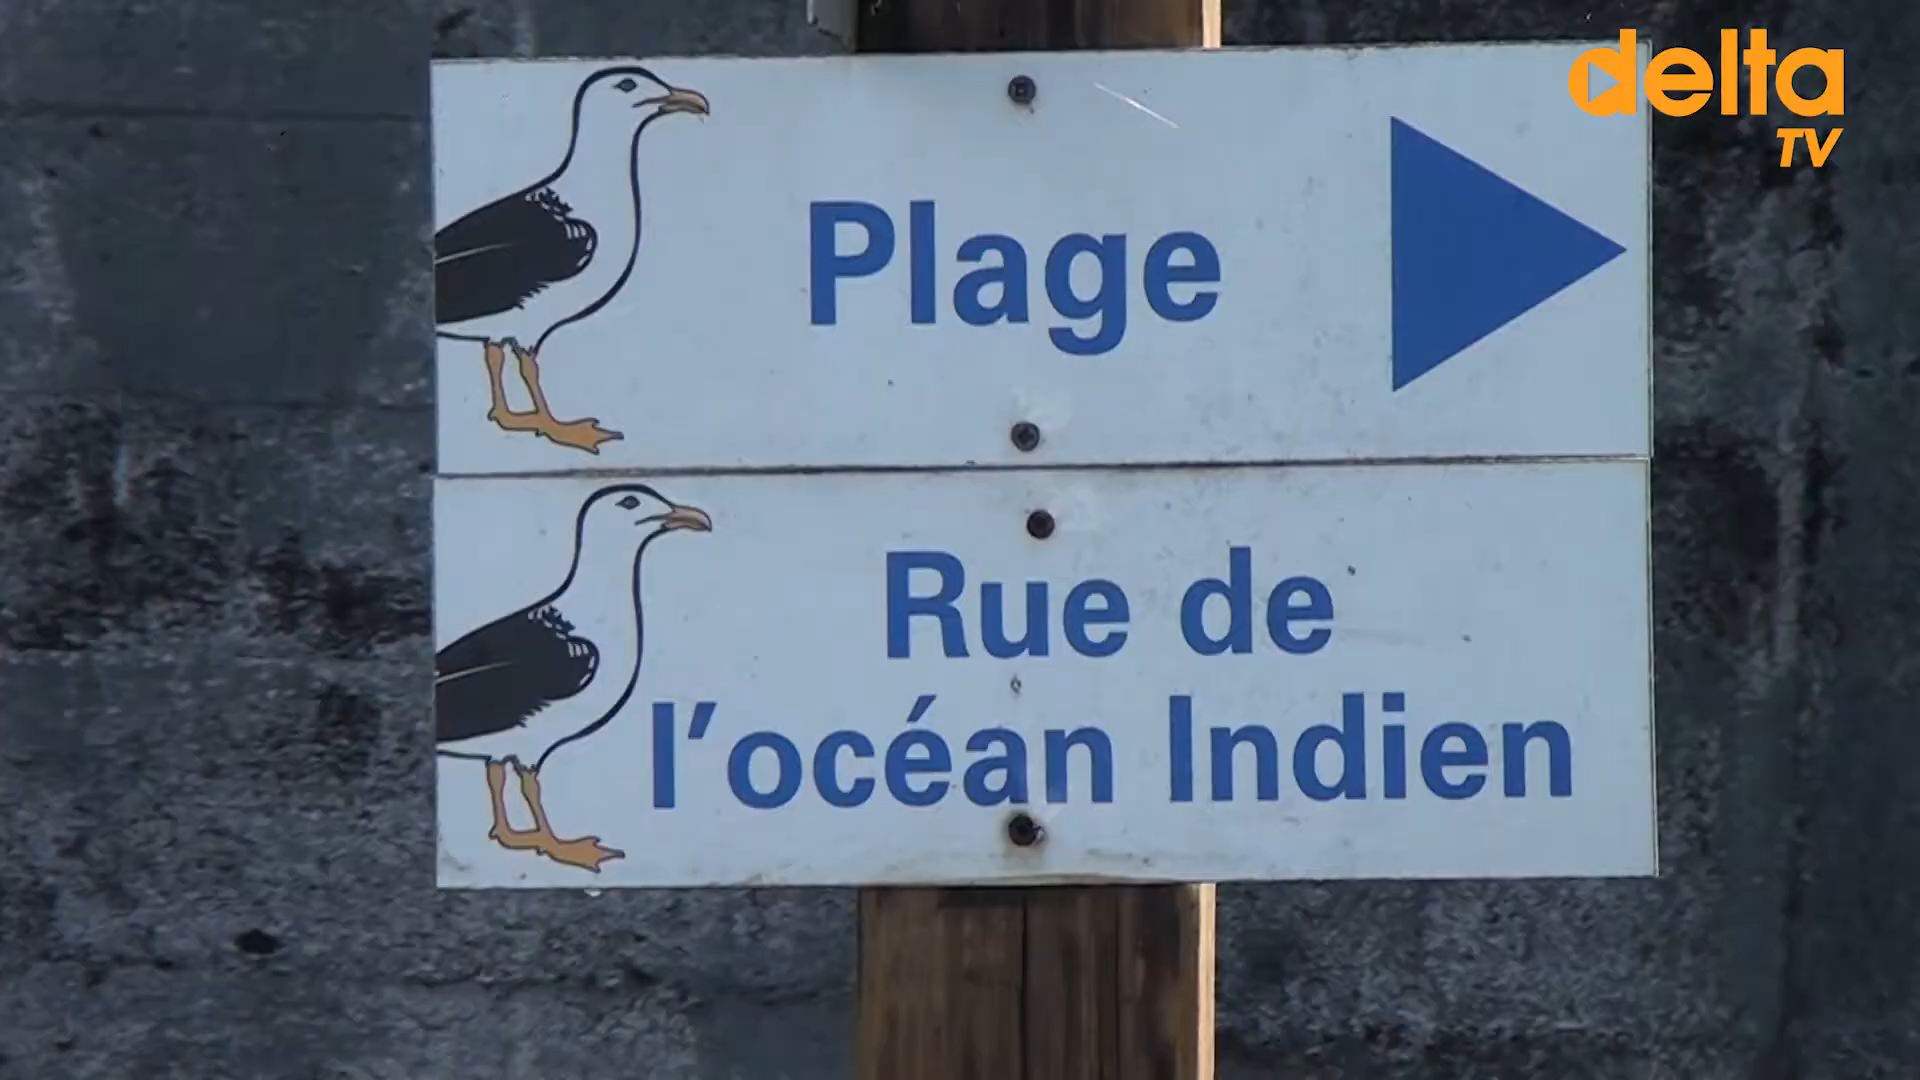 delta
TV
Plage
Rue de
l'océan Indien